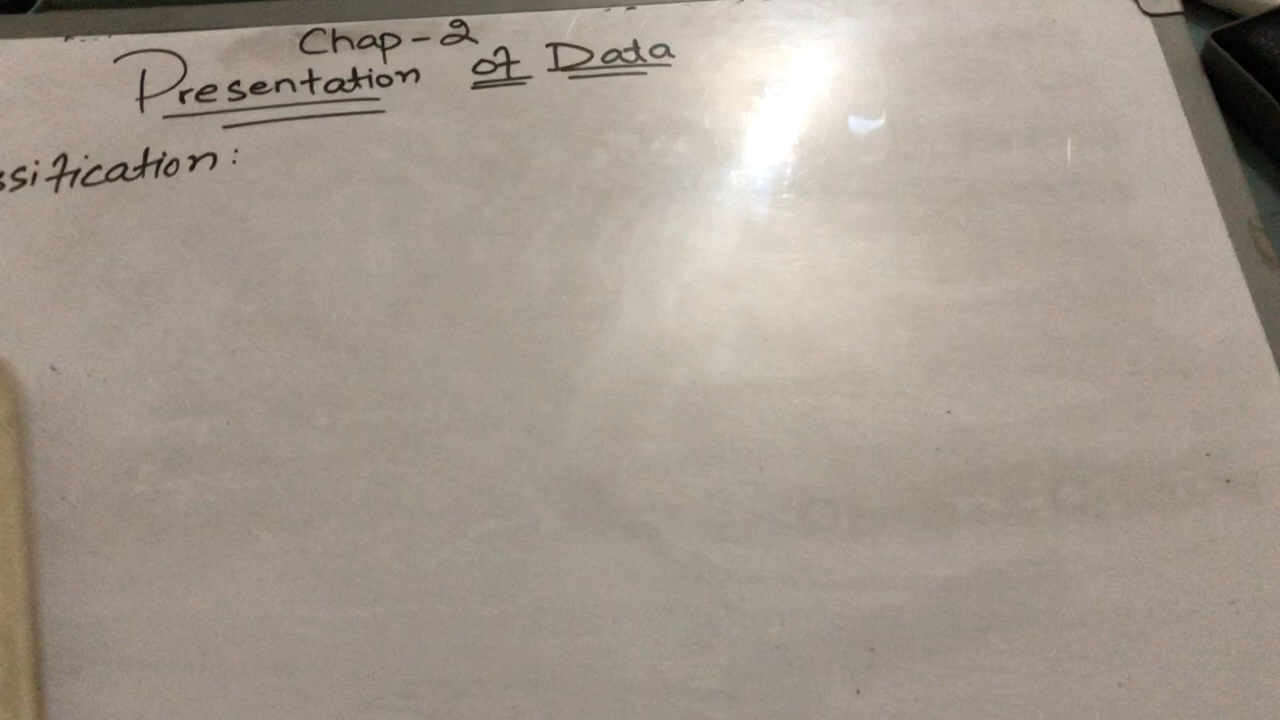 Chap-2
Presentation of Data
ssification: